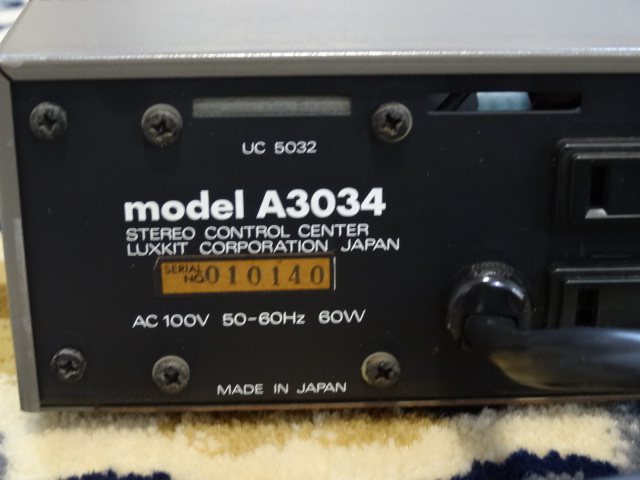 UC 5032
model A3034
STEREO CONTROL CENTER
LUXKIT CORPORATION JAPAN
SERIAL NO. 010140
AC 100V 50-60Hz 60W
MADE IN JAPAN